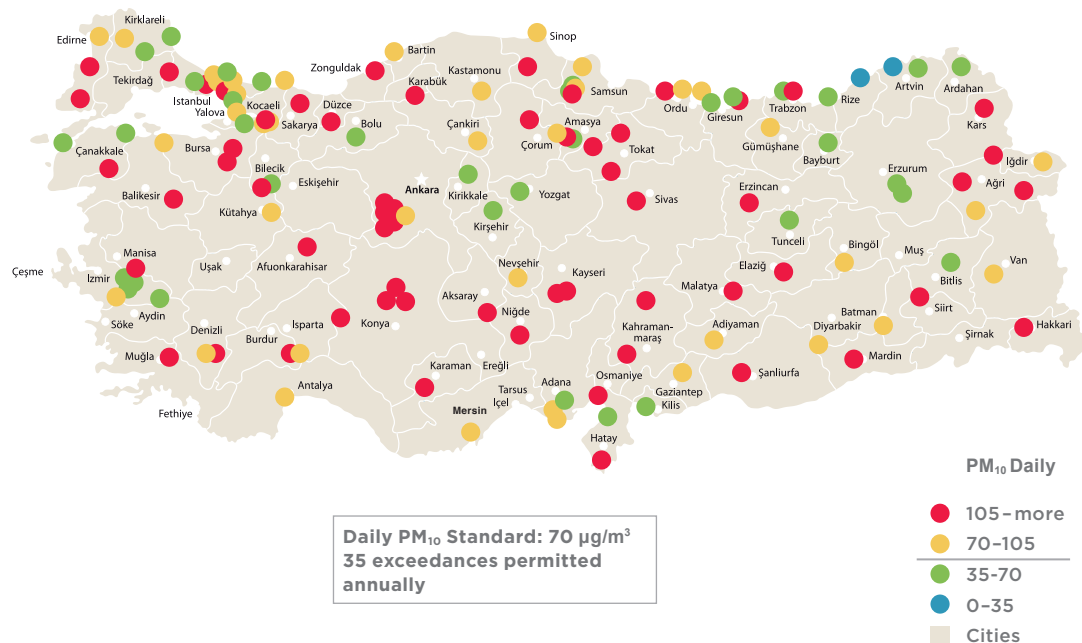 Kirklareli
Edirne
Bartin
Sinop
Zonguldak
Kastamonu
Tekirdağ
Karabük
Artvin
Ardahan
Istanbul
Yalova
Kocaeli
Düzce
Samsun
Ordu
Giresun
Trabzon
Rize
Sakarya
Bolu
Çankiri
Amasya
Kars
Çanakkale
Bursa
Çorum
Tokat
Gümüşhane
Bayburt
Bilecik
Iğdir
Balikesir
Eskişehir
Ankara
Kirikkale
Yozgat
Sivas
Erzincan
Erzurum
Ağri
Kütahya
Kirşehir
Tunceli
Manisa
Bingöl
Muş
Çeşme
Izmir
Uşak
Afuonkarahisar
Nevşehir
Kayseri
Elaziğ
Van
Bitlis
Aksaray
Malatya
Siirt
Söke
Aydin
Denizli
Isparta
Burdur
Konya
Niğde
Kahraman-
maraş
Adiyaman
Batman
Diyarbakir
Şirnak
Hakkari
Muğla
Karaman
Ereğli
Osmaniye
Şanliurfa
Mardin
Fethiye
Antalya
Tarsus
Içel
Adana
Gaziantep
Kilis
Mersin
Hatay
PM₁₀ Daily
105–more
70–105
35-70
0–35
Cities
Daily PM₁₀ Standard: 70 µg/m³
35 exceedances permitted
annually